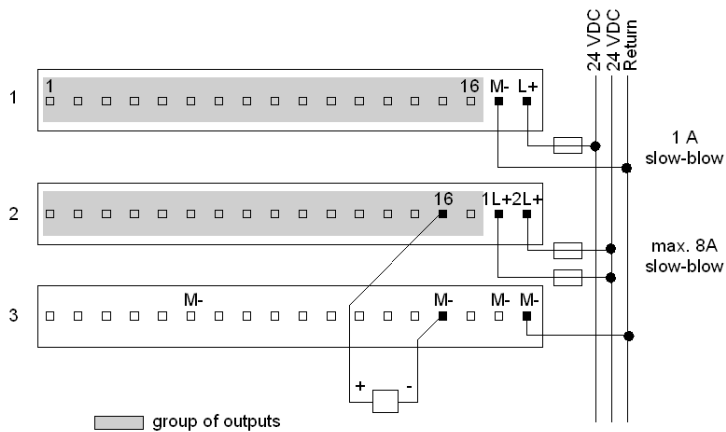 24 VDC
24 VDC
Return
1
1 16 M- L+
1 A
slow-blow
2
16 1L+ 2L+
max. 8A
slow-blow
3
M- M- M- M-
+ -
group of outputs